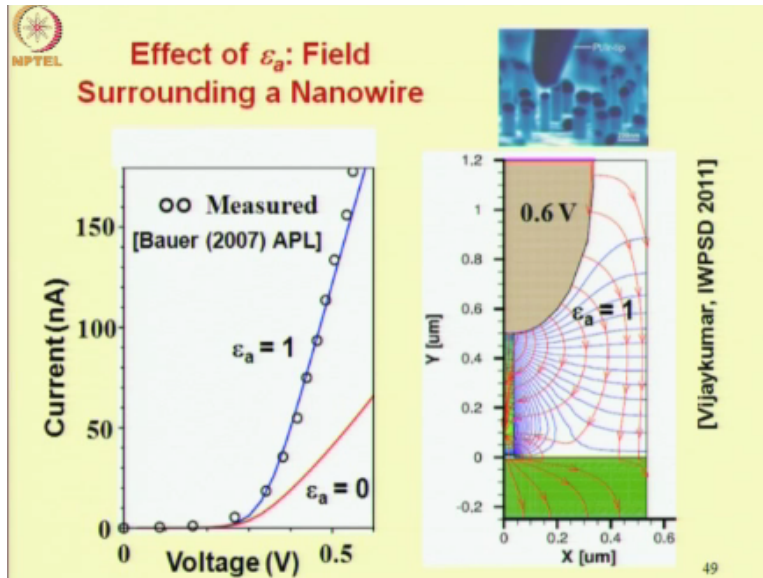 NPTEL
Effect of εa: Field
Surrounding a Nanowire
Measured
[Bauer (2007) APL]
εa = 1
εa = 0
150
100
50
0
Current (nA)
0
0.5
Voltage (V)
0.6 V
εa = 1
1.2
1
0.8
0.6
0.4
0.2
0
-0.2
Y [um]
0
0.2
0.4
0.6
X [um]
[Vijaykumar, IWPSD 2011]
49